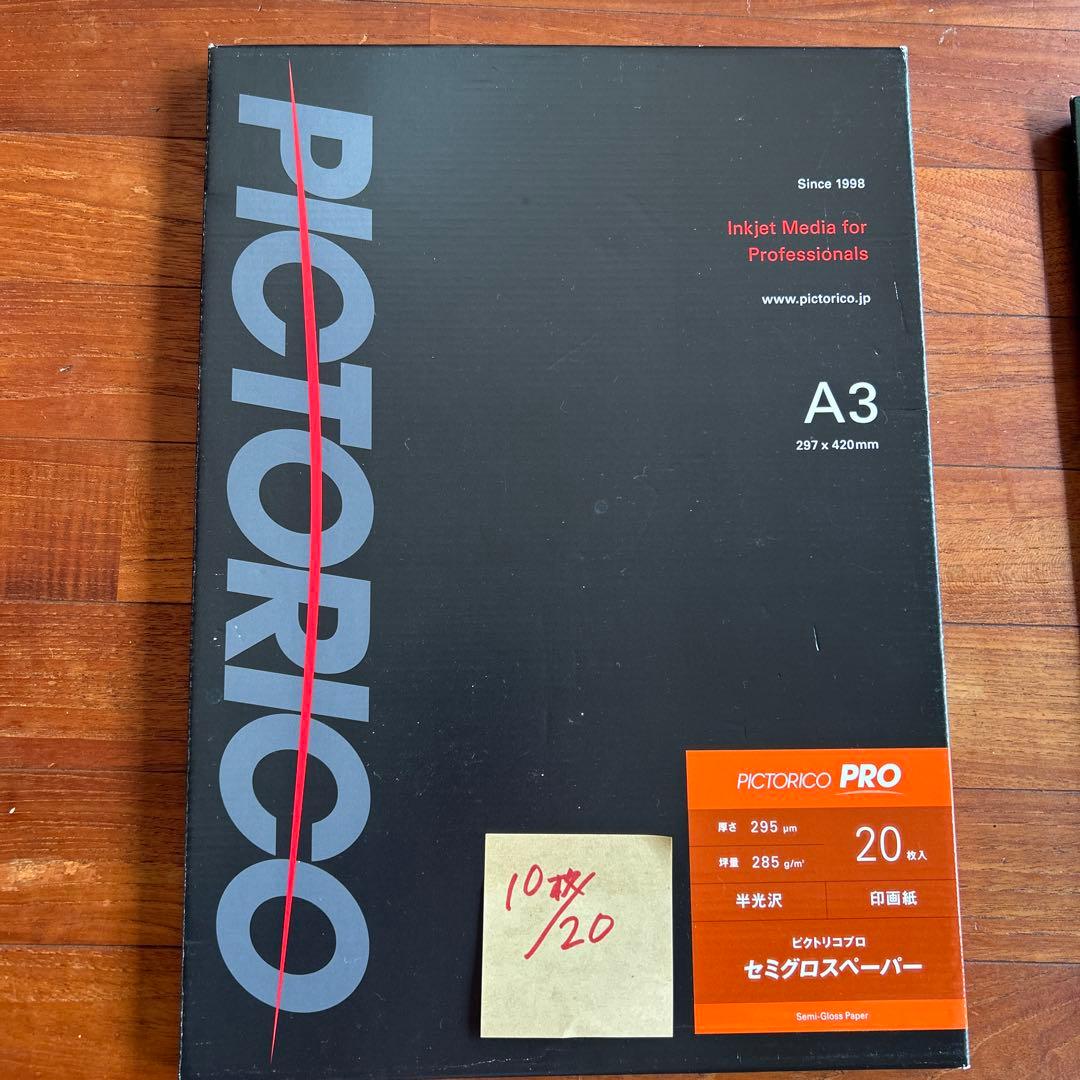 PICTORICO
Since 1998
Inkjet Media for
Professionals
www.pictorico.jp
A3
297 x 420mm
PICTORICO PRO
厚さ 295 μm
坪量 285 g/m²
20枚入
半光沢
印画紙
ピクトリコプロ
セミグロスペーパー
Semi-Gloss Paper
10枚
/20